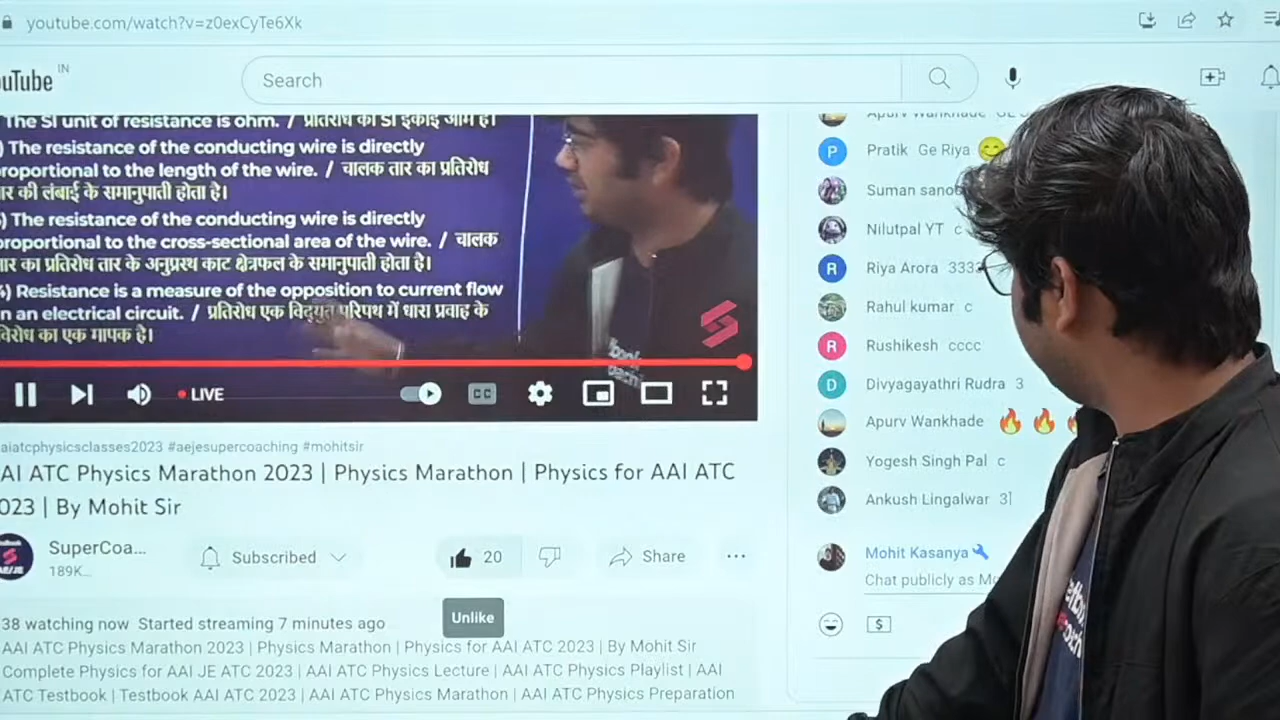 youtube.com/watch?v=z0exCyTe6Xk
uTube IN
Search
The SI unit of resistance is ohm. / प्रतिरोध की SI इकाई ओम है।
) The resistance of the conducting wire is directly
roportional to the length of the wire. / चालक तार का प्रतिरोध
ार की लंबाई के समानुपाती होता है।
) The resistance of the conducting wire is directly
proportional to the cross-sectional area of the wire. / चालक
ार का प्रतिरोध तार के अनुप्रस्थ काट क्षेत्रफल के समानुपाती होता है।
4) Resistance is a measure of the opposition to current flow
n an electrical circuit. / प्रतिरोध एक विद्युत परिपथ में धारा प्रवाह के
विरोध का एक मापक है।
LIVE
CC
aiatcphysicsclasses2023 #aejesupercoaching #mohitsir
AI ATC Physics Marathon 2023 | Physics Marathon | Physics for AAI ATC
023 | By Mohit Sir
SuperCoa...
189K...
Subscribed
20
Share
Unlike
38 watching now Started streaming 7 minutes ago
AAI ATC Physics Marathon 2023 | Physics Marathon | Physics for AAI ATC 2023 | By Mohit Sir
Complete Physics for AAI JE ATC 2023 | AAI ATC Physics Lecture | AAI ATC Physics Playlist | AAI
ATC Testbook | Testbook AAI ATC 2023 | AAI ATC Physics Marathon | AAI ATC Physics Preparation
Apurv Wankhade
P Pratik Ge Riya
Suman
Nilutpal YT c
R Riya Arora 3333
Rahul kumar c
R Rushikesh cccc
D Divyagayathri Rudra 3
Apurv Wankhade 🔥 🔥
Yogesh Singh Pal c
Ankush Lingalwar 3]
Mohit Kasanya
Chat publicly as Mo
$